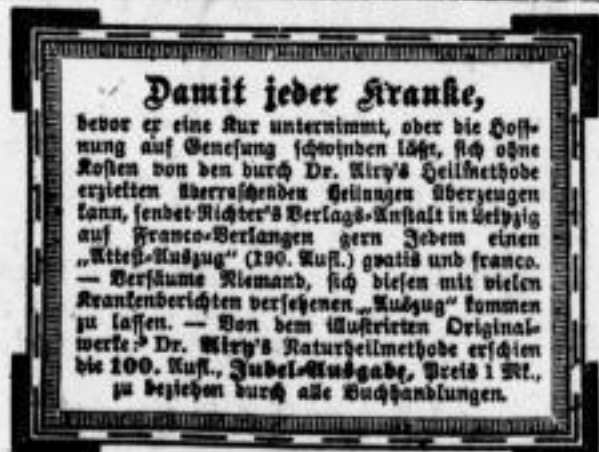 Damit jeder Kranke,
bevor er eine Kur unternimmt, oder die Hoff-
nung auf Genesung schwinden läßt, sich ohne
Kosten von den durch Dr. Airy's Heilmethode
erzielten überraschenden Heilungen überzeugen
kann, sendet Richter's Verlags-Anstalt in Leipzig
auf Franco-Verlangen gern Jedem einen
„Attest-Auszug“ (190. Aufl.) gratis und franco.
— Versäume Niemand, sich diesen mit vielen
Krankenberichten versehenen „Auszug“ kommen
zu lassen. — Von dem illustrirten Original-
werke: Dr. Airy's Naturheilmethode erschien
die 100. Aufl., Jubel-Ausgabe, Preis 1 Mk.,
zu beziehen durch alle Buchhandlungen.